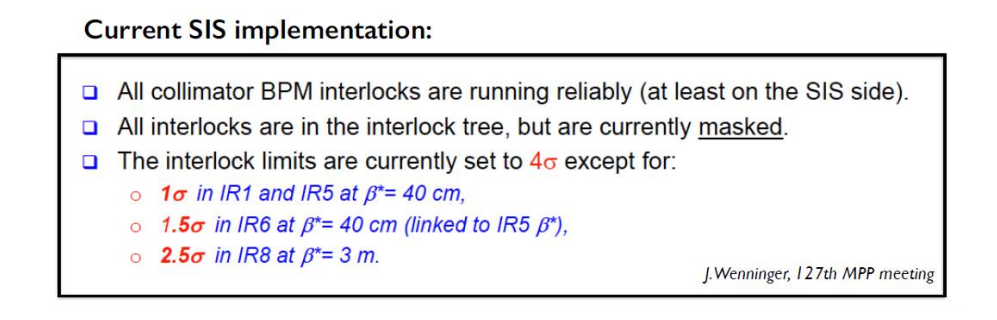 Current SIS implementation:
❑ All collimator BPM interlocks are running reliably (at least on the SIS side).
❑ All interlocks are in the interlock tree, but are currently masked.
❑ The interlock limits are currently set to 4σ except for:
○ 1σ in IR1 and IR5 at β*= 40 cm,
○ 1.5σ in IR6 at β*= 40 cm (linked to IR5 β*),
○ 2.5σ in IR8 at β*= 3 m.
J.Wenninger, 127th MPP meeting